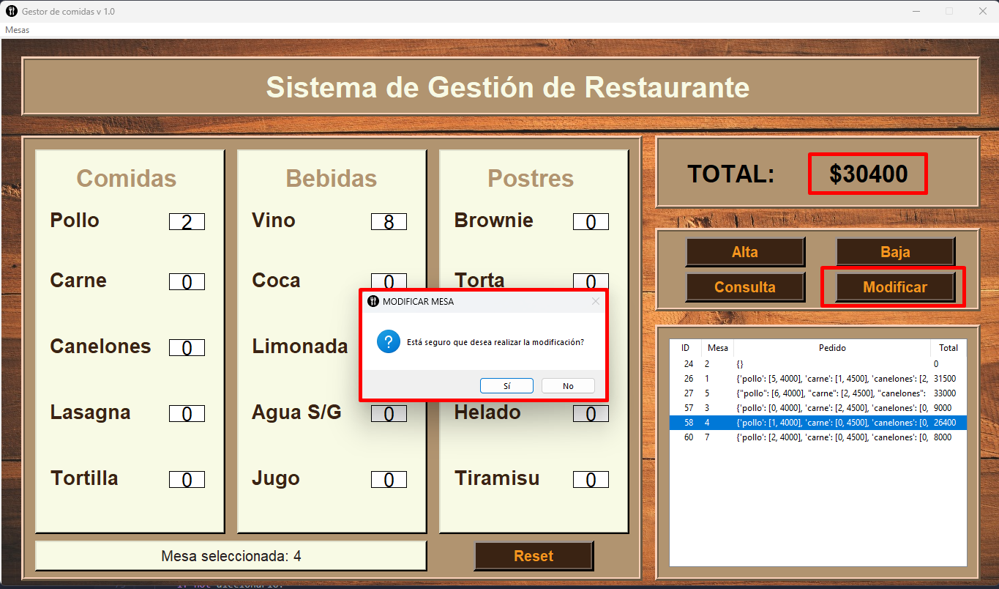 Gestor de comidas v 1.0
Mesas
Sistema de Gestión de Restaurante
Comidas
Pollo 2
Carne 0
Canelones 0
Lasagna 0
Tortilla 0
Bebidas
Vino 8
Coca 0
Limonada
Agua S/G 0
Jugo 0
Postres
Brownie 0
Torta 0
Helado 0
Tiramisu 0
Mesa seleccionada: 4
Reset
MODIFICAR MESA
Está seguro que desea realizar la modificación?
Sí No
TOTAL: $30400
Alta Baja
Consulta Modificar
ID Mesa Pedido Total
24 2 {} 0
26 1 {'pollo': [5, 4000], 'carne': [1, 4500], 'canelones': [2, 31500
27 5 {"pollo": [6, 4000], "carne": [2, 4500], "canelones": 33000
57 3 {'pollo': [0, 4000], 'carne': [2, 4500], 'canelones': [0, 9000
58 4 {'pollo': [1, 4000], 'carne': [0, 4500], 'canelones': [0, 26400
60 7 {'pollo': [2, 4000], 'carne': [0, 4500], 'canelones': [0, 8000